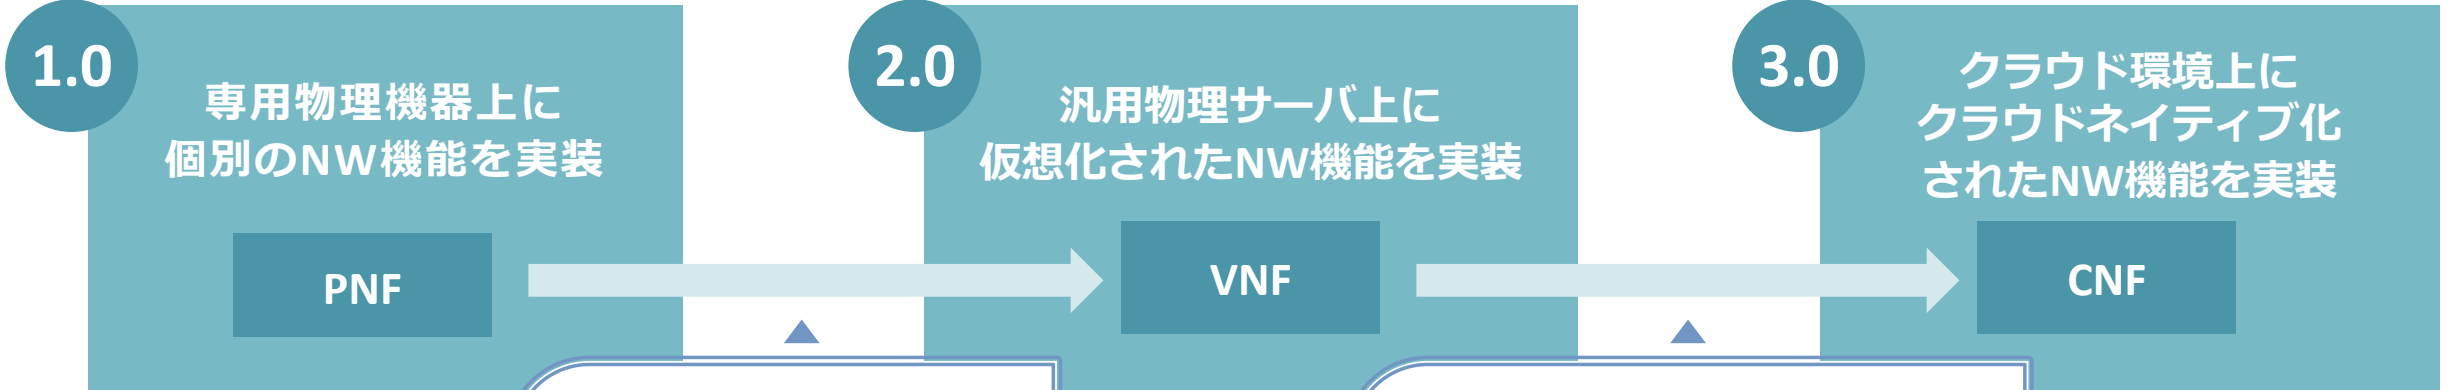 1.0
専用物理機器上に
個別のNW機能を実装
PNF
2.0
汎用物理サーバ上に
仮想化されたNW機能を実装
VNF
3.0
クラウド環境上に
クラウドネイティブ化
されたNW機能を実装
CNF